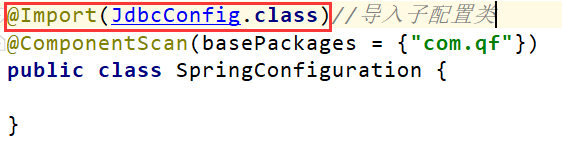 @Import(JdbcConfig.class)//导入子配置类
@ComponentScan(basePackages = {"com.qf"})
public class SpringConfiguration {
}